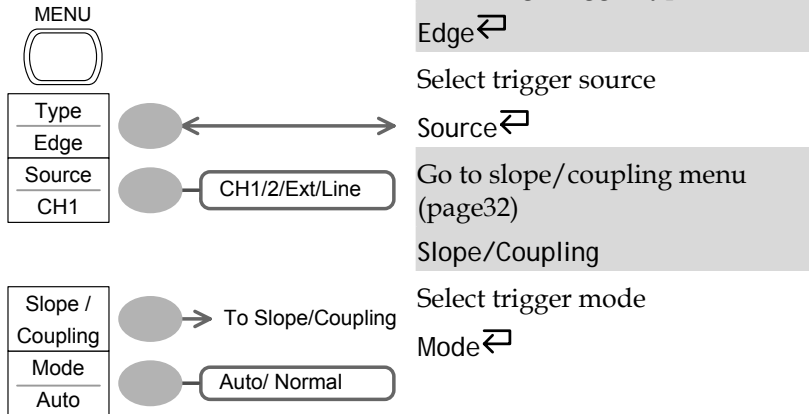 MENU
Type
Edge
Source
CH1
CH1/2/Ext/Line
Slope /
Coupling
To Slope/Coupling
Mode
Auto
Auto/ Normal
Edge
Select trigger source
Source
Go to slope/coupling menu
(page32)
Slope/Coupling
Select trigger mode
Mode